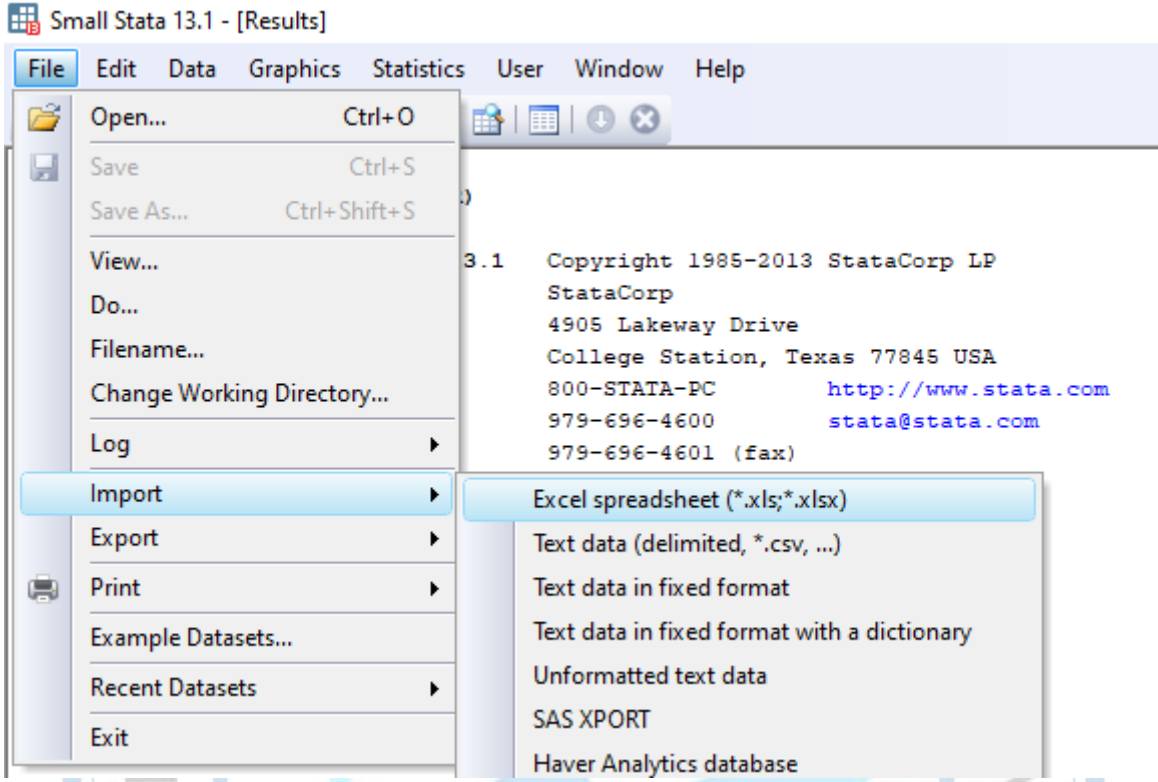 Small Stata 13.1 - [Results]
File Edit Data Graphics Statistics User Window Help
Open... Ctrl+O
Save Ctrl+S
Save As... Ctrl+Shift+S
View...
Do...
Filename...
Change Working Directory...
Log
Import
Export
Print
Example Datasets...
Recent Datasets
Exit
3.1 Copyright 1985-2013 StataCorp LP
StataCorp
4905 Lakeway Drive
College Station, Texas 77845 USA
800-STATA-PC http://www.stata.com
979-696-4600 stata@stata.com
979-696-4601 (fax)
Excel spreadsheet (*.xls;*.xlsx)
Text data (delimited, *.csv, ...)
Text data in fixed format
Text data in fixed format with a dictionary
Unformatted text data
SAS XPORT
Haver Analytics database